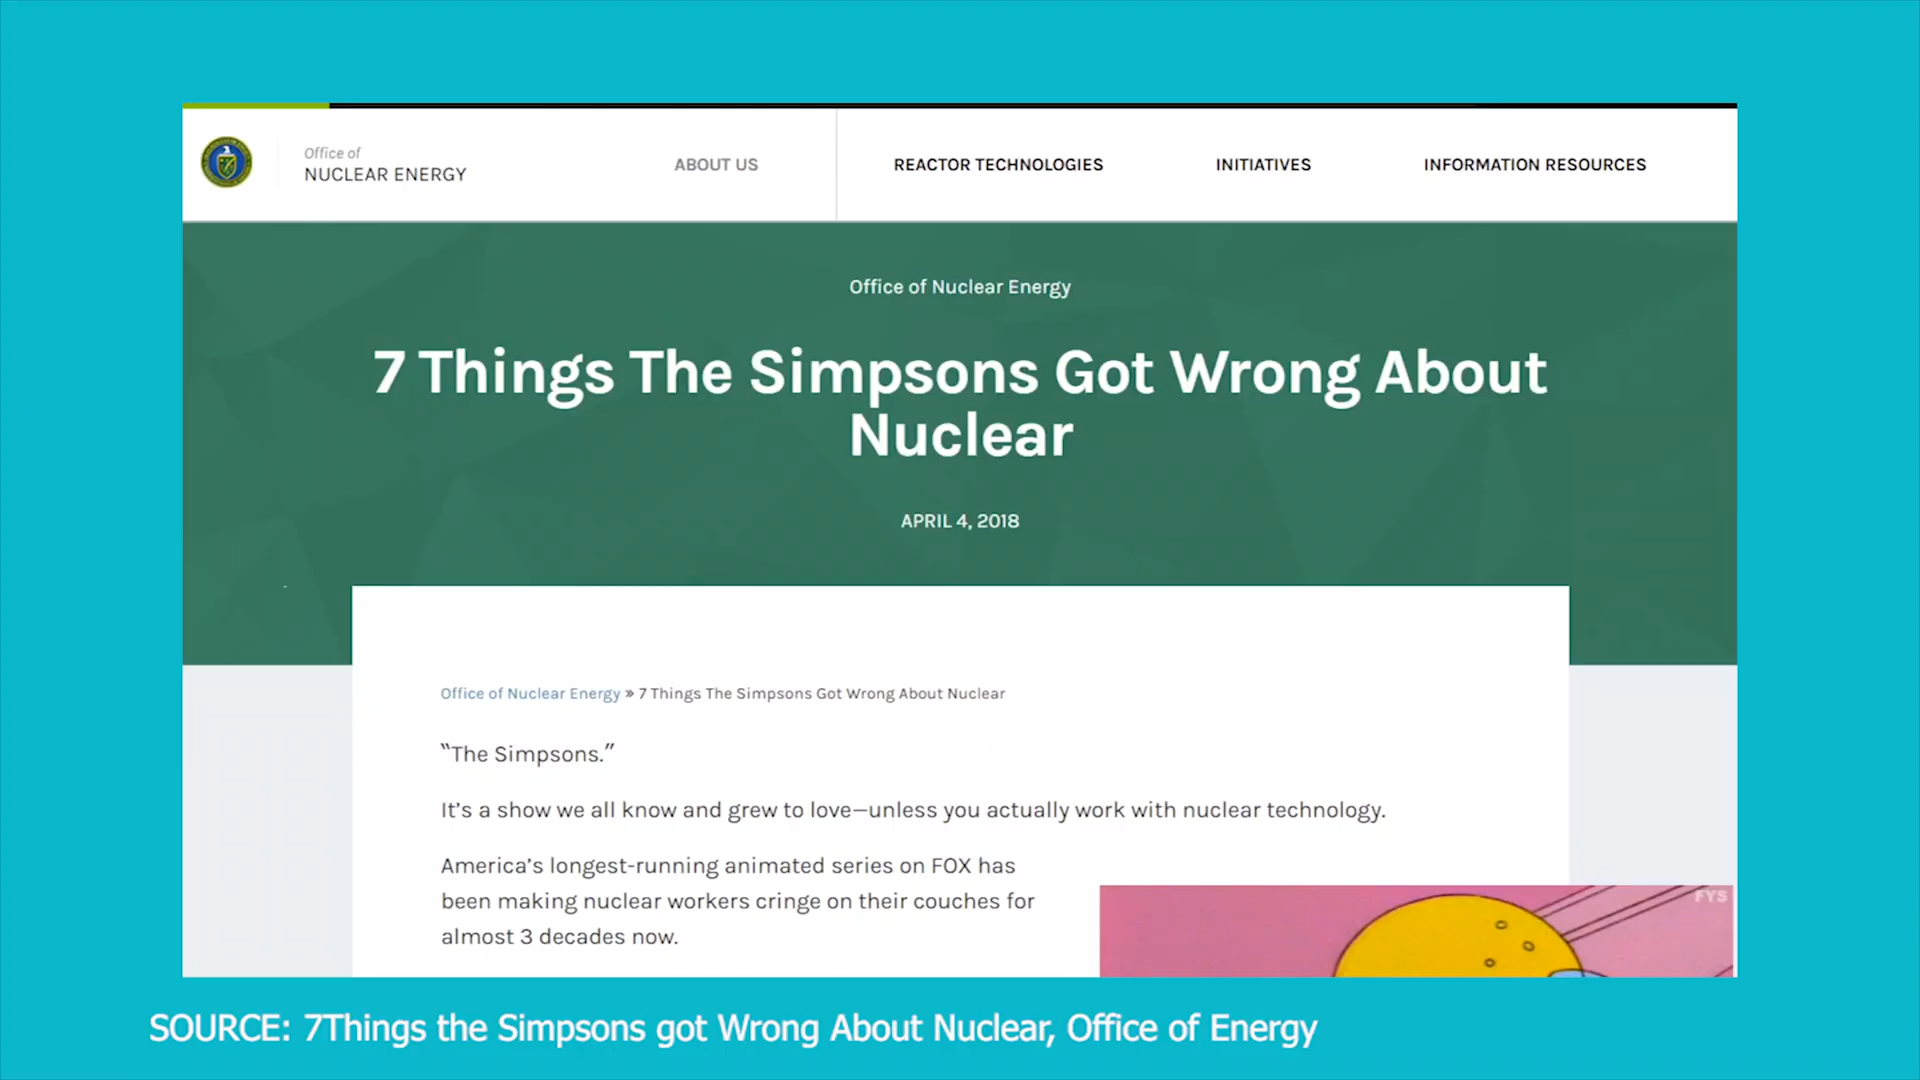 Office of
NUCLEAR ENERGY
ABOUT US
REACTOR TECHNOLOGIES
INITIATIVES
INFORMATION RESOURCES
Office of Nuclear Energy
7 Things The Simpsons Got Wrong About
Nuclear
APRIL 4, 2018
Office of Nuclear Energy » 7 Things The Simpsons Got Wrong About Nuclear
“The Simpsons.”
It’s a show we all know and grew to love—unless you actually work with nuclear technology.
America’s longest-running animated series on FOX has
been making nuclear workers cringe on their couches for
almost 3 decades now.
FYS
SOURCE: 7Things the Simpsons got Wrong About Nuclear, Office of Energy